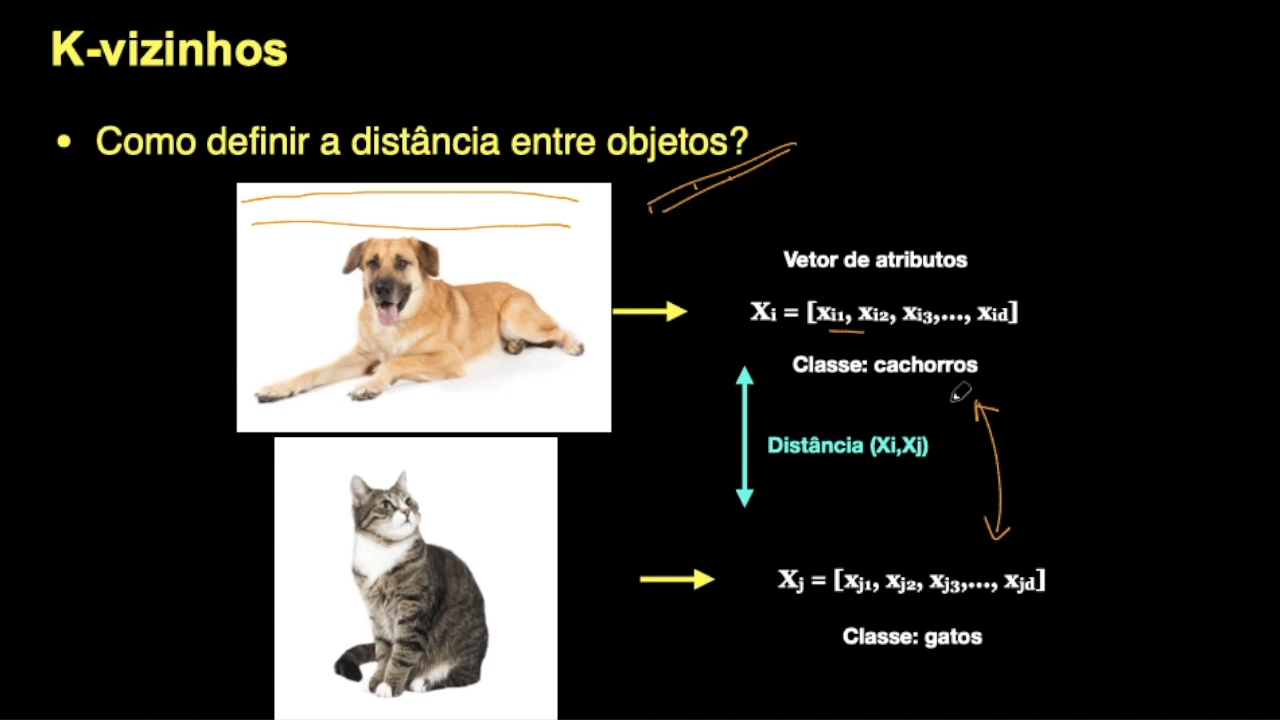 K-vizinhos
• Como definir a distância entre objetos?
Vetor de atributos
Xi = [xi1, xi2, xi3,..., xid]
Classe: cachorros
Distância (Xi,Xj)
Xj = [xj1, xj2, xj3,..., xjd]
Classe: gatos